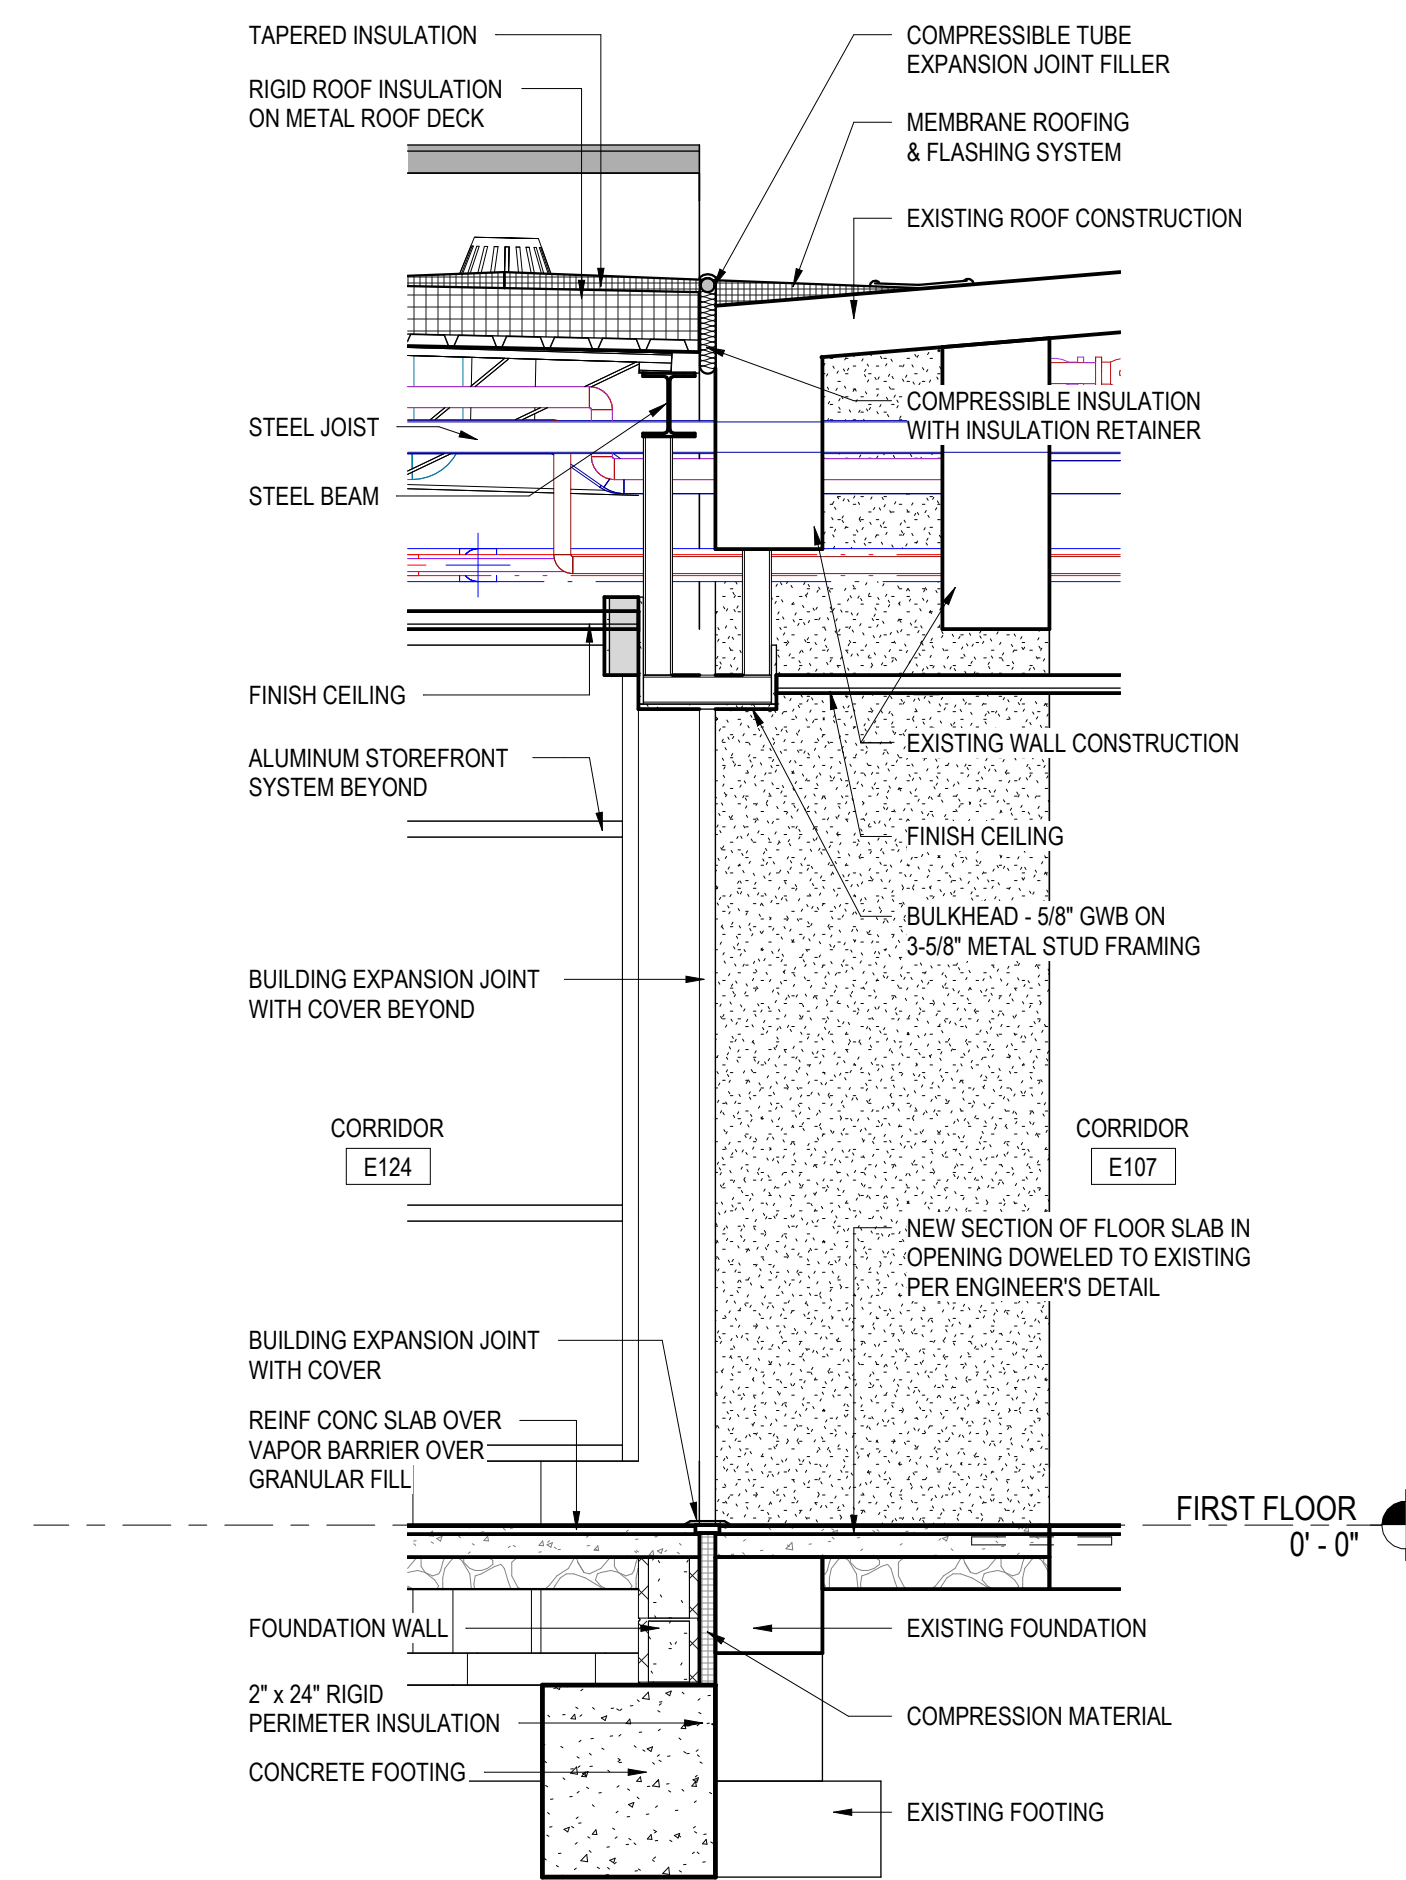 TAPERED INSULATION
RIGID ROOF INSULATION
ON METAL ROOF DECK
STEEL JOIST
STEEL BEAM
FINISH CEILING
ALUMINUM STOREFRONT
SYSTEM BEYOND
BUILDING EXPANSION JOINT
WITH COVER BEYOND
CORRIDOR
E124
BUILDING EXPANSION JOINT
WITH COVER
REINF CONC SLAB OVER
VAPOR BARRIER OVER
GRANULAR FILL
FOUNDATION WALL
2" x 24" RIGID
PERIMETER INSULATION
CONCRETE FOOTING
COMPRESSIBLE TUBE
EXPANSION JOINT FILLER
MEMBRANE ROOFING
& FLASHING SYSTEM
EXISTING ROOF CONSTRUCTION
COMPRESSIBLE INSULATION
WITH INSULATION RETAINER
EXISTING WALL CONSTRUCTION
FINISH CEILING
BULKHEAD - 5/8" GWB ON
3-5/8" METAL STUD FRAMING
CORRIDOR
E107
NEW SECTION OF FLOOR SLAB IN
OPENING DOWELED TO EXISTING
PER ENGINEER'S DETAIL
FIRST FLOOR
0' - 0"
EXISTING FOUNDATION
COMPRESSION MATERIAL
EXISTING FOOTING